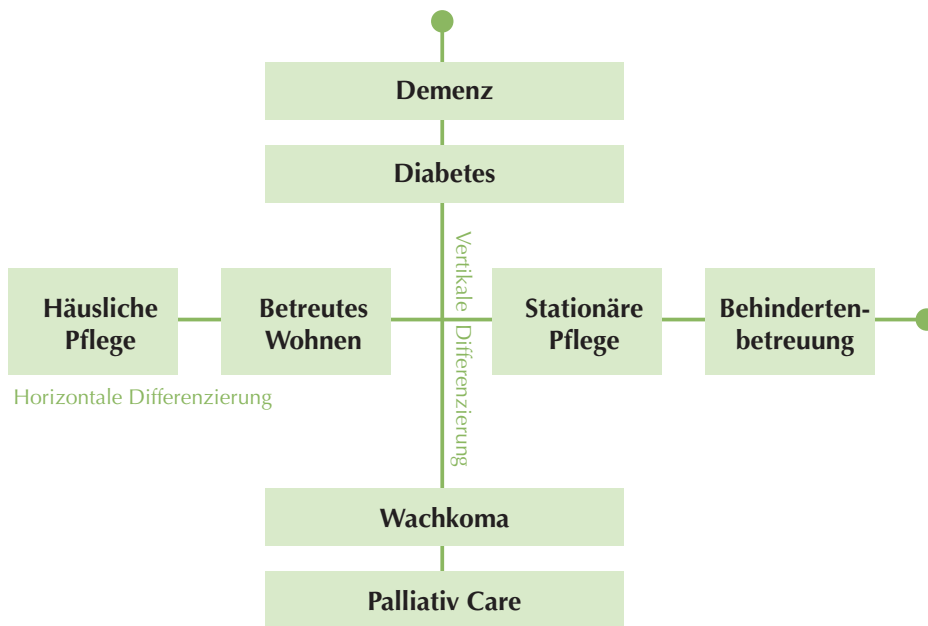 Demenz
Diabetes
Vertikale Differenzierung
Häusliche
Pflege
Betreutes
Wohnen
Stationäre
Pflege
Behinderten-
betreuung
Horizontale Differenzierung
Wachkoma
Palliativ Care